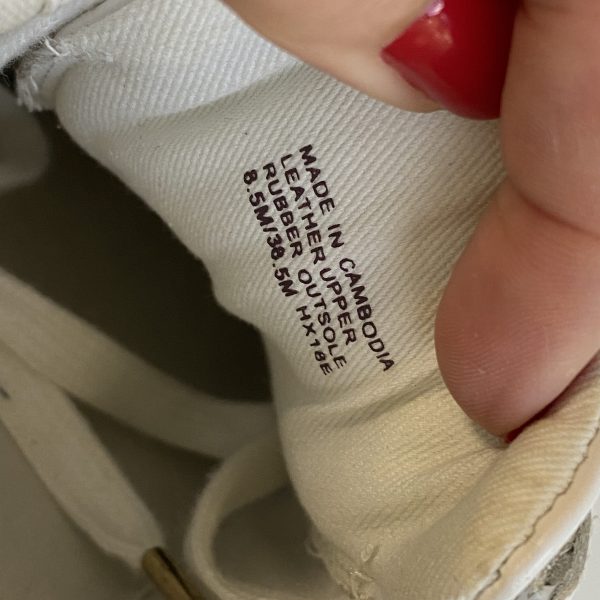 MADE IN CAMBODIA
LEATHER UPPER
RUBBER OUTSOLE
8.5M/38.5M HX18E